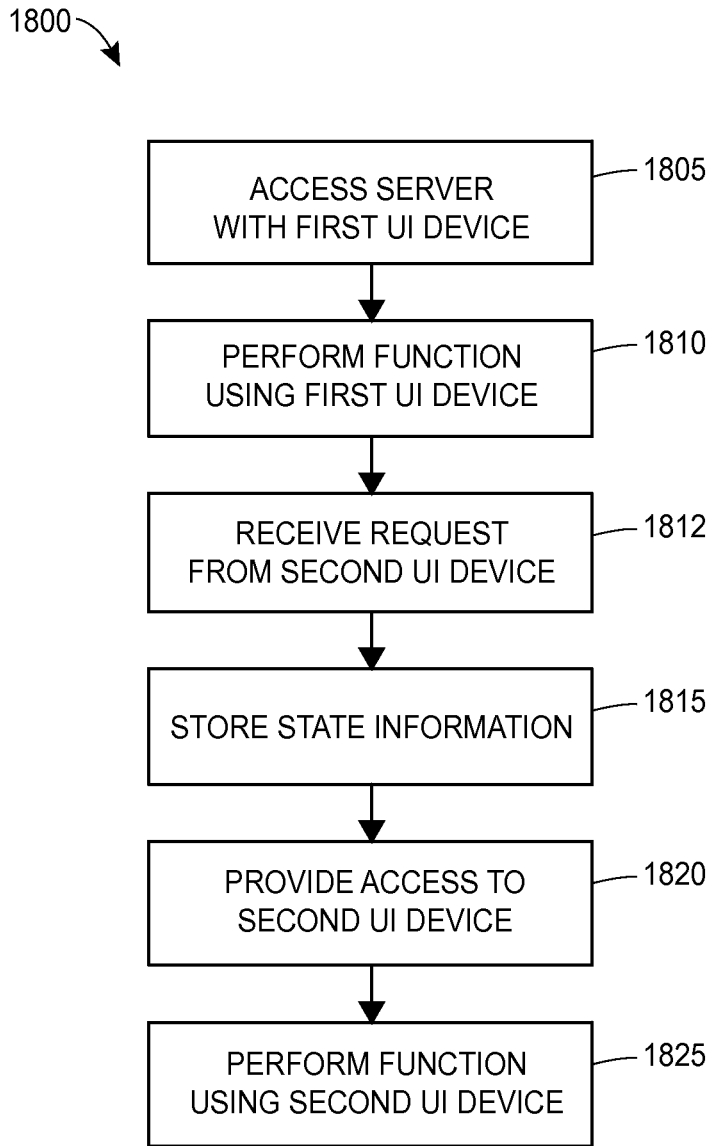 1800
ACCESS SERVER
WITH FIRST UI DEVICE
1805
PERFORM FUNCTION
USING FIRST UI DEVICE
1810
RECEIVE REQUEST
FROM SECOND UI DEVICE
1812
STORE STATE INFORMATION
1815
PROVIDE ACCESS TO
SECOND UI DEVICE
1820
PERFORM FUNCTION
USING SECOND UI DEVICE
1825